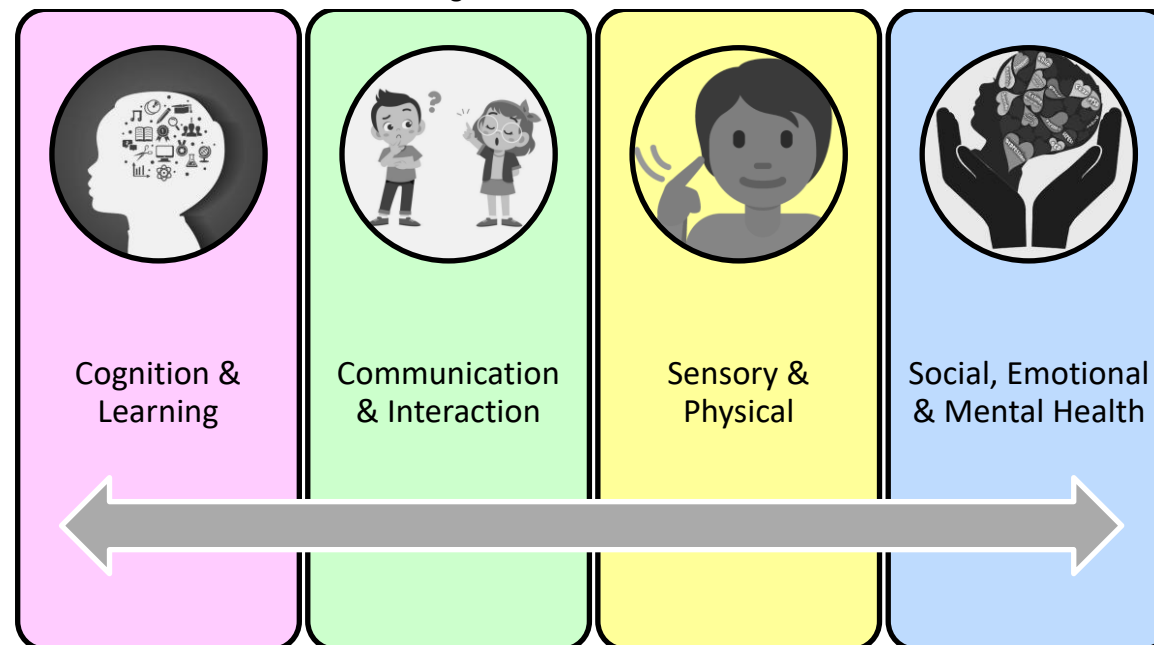 Cognition &
Learning
Communication
& Interaction
Sensory &
Physical
Social, Emotional
& Mental Health